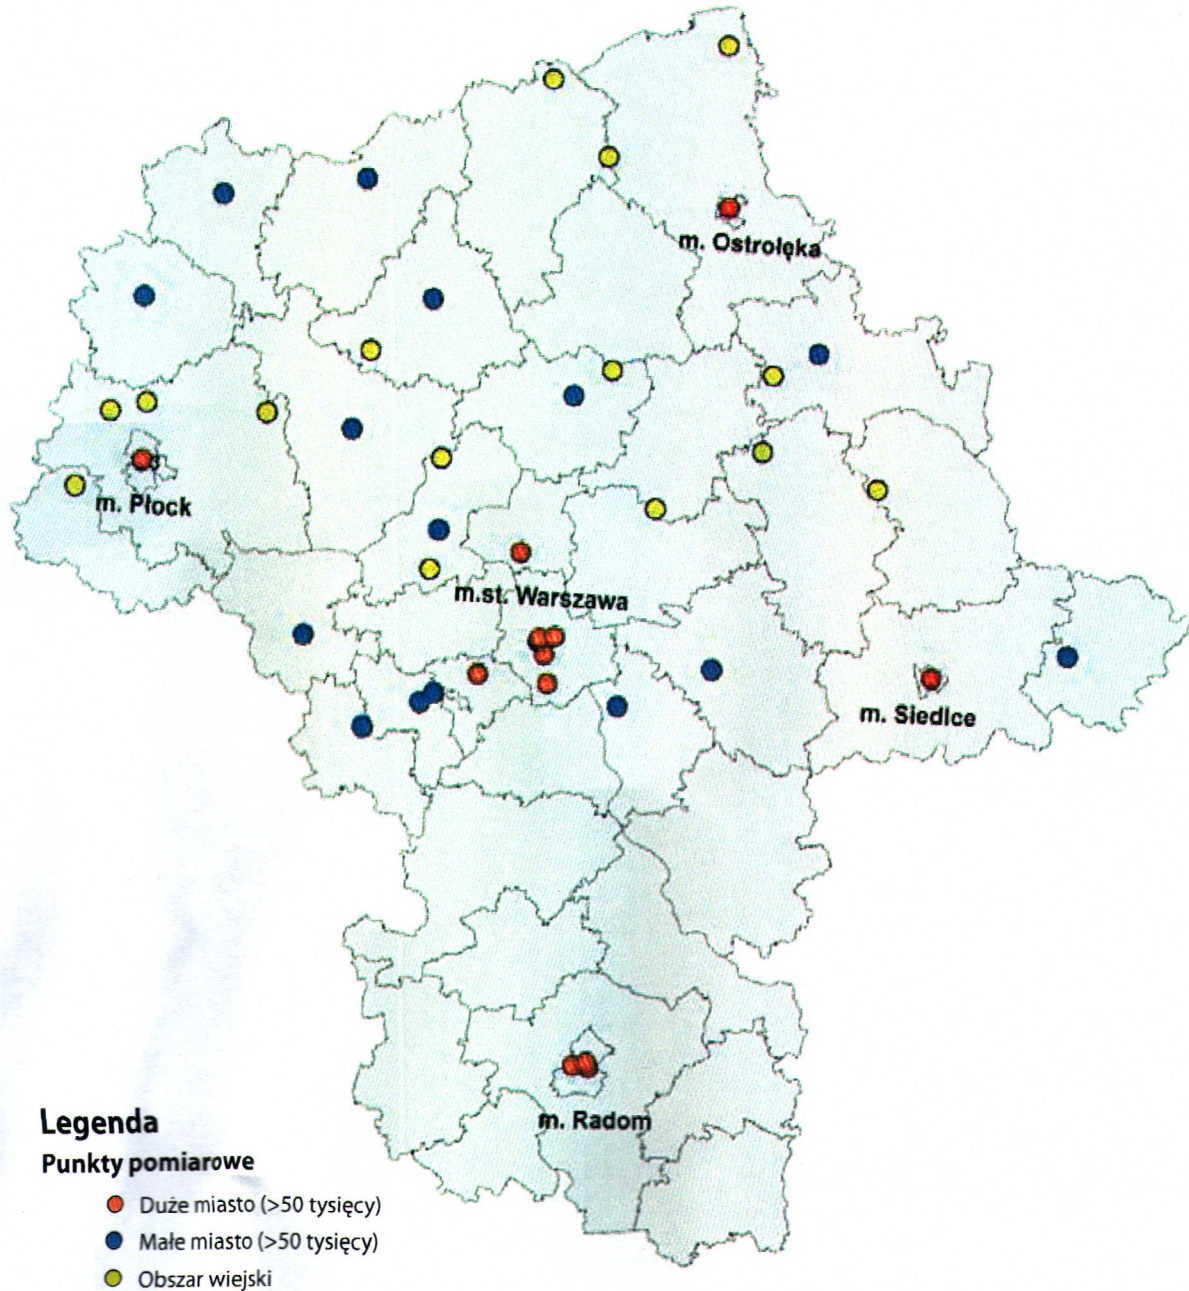 m. Ostrołęka
m. Płock
m.st. Warszawa
m. Siedlce
m. Radom
Legenda
Punkty pomiarowe
Duże miasto (>50 tysięcy)
Małe miasto (>50 tysięcy)
Obszar wiejski